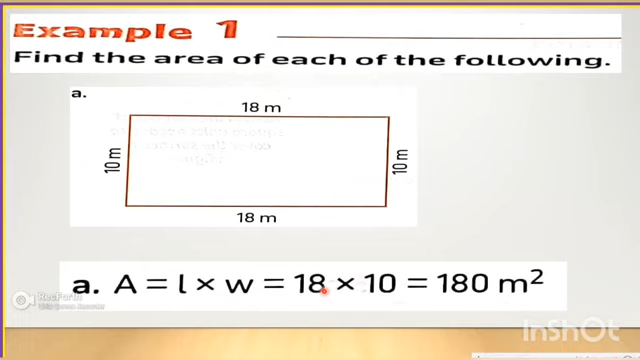 Example 1
Find the area of each of the following.
a.
18 m
10 m
10 m
18 m
a. A = l × w = 18 × 10 = 180 m²
RecForth
InShOt